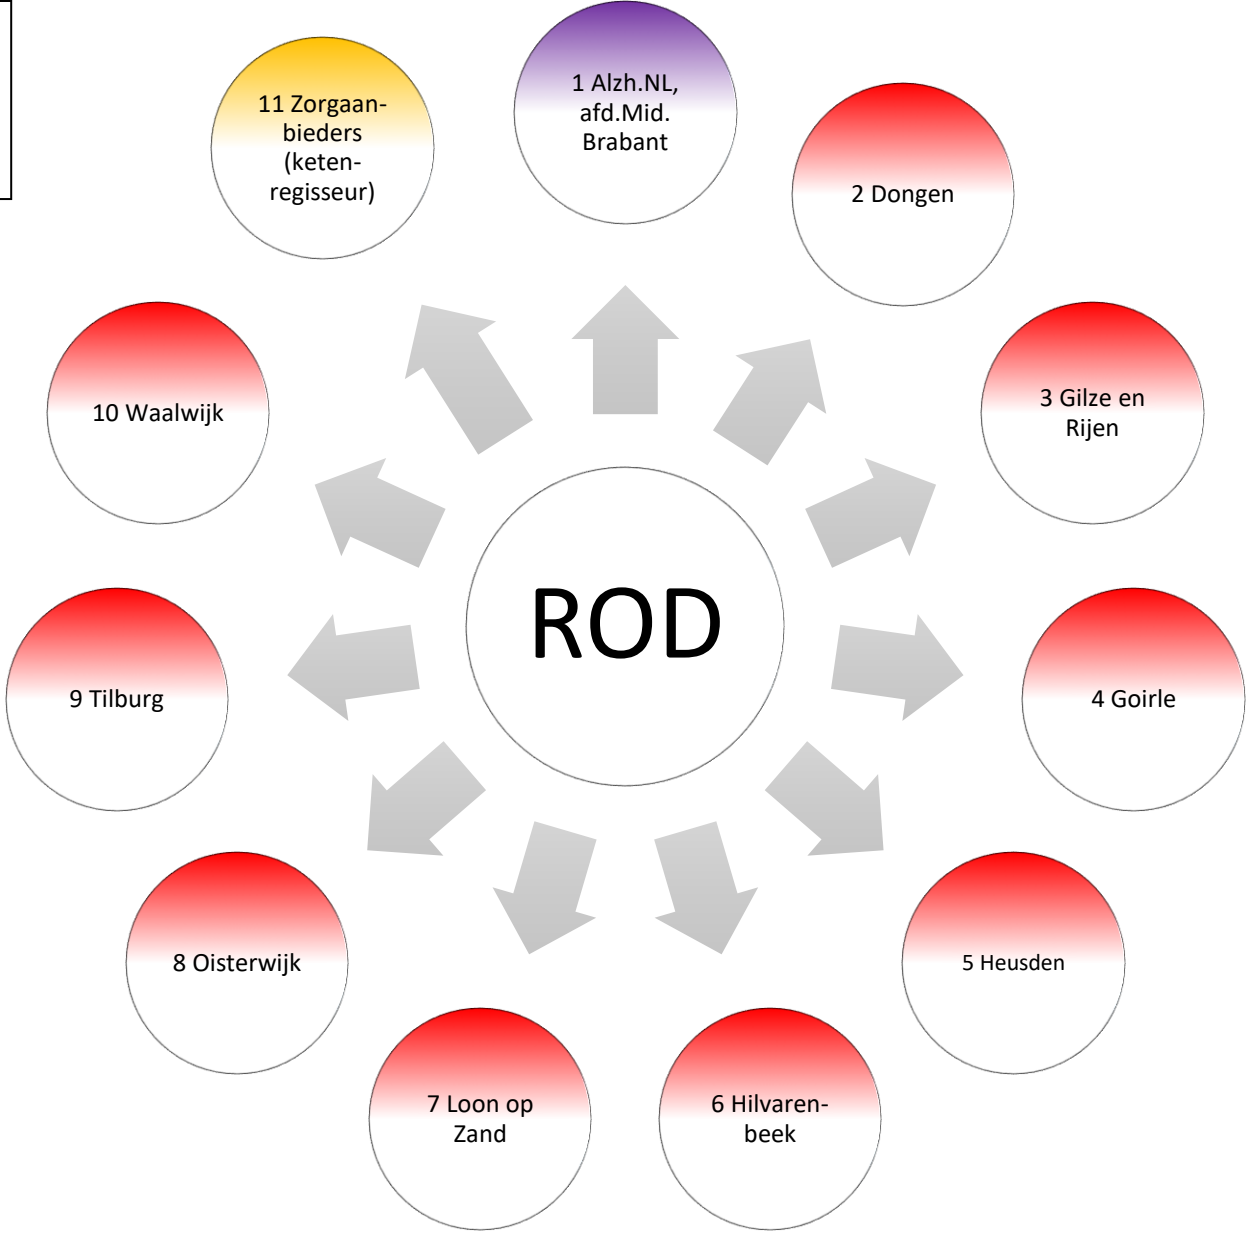 1 Alzh.NL,
afd.Mid.
Brabant
2 Dongen
3 Gilze en
Rijen
4 Goirle
5 Heusden
6 Hilvaren-
beek
7 Loon op
Zand
8 Oisterwijk
9 Tilburg
10 Waalwijk
11 Zorgaan-
bieders
(keten-
regisseur)
ROD